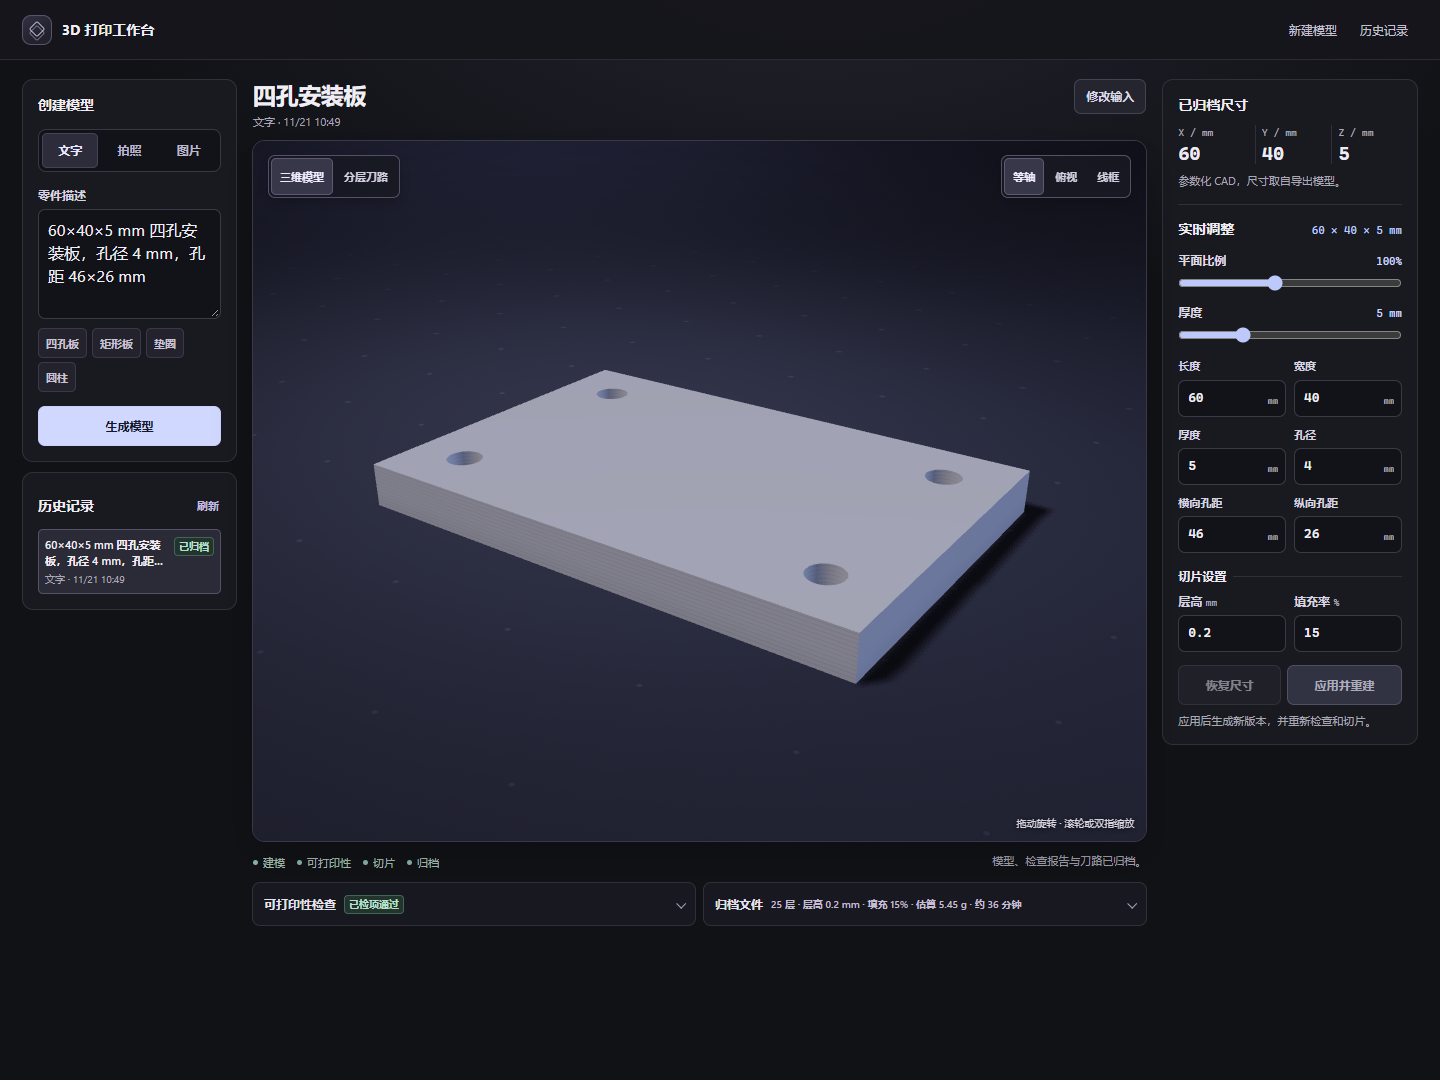 3D 打印工作台
新建模型
历史记录
创建模型
文字
拍照
图片
零件描述
60×40×5 mm 四孔安
装板，孔径 4 mm，孔
距 46×26 mm
四孔板
矩形板
垫圈
圆柱
生成模型
历史记录
刷新
60×40×5 mm 四孔安装
板，孔径 4 mm，孔距...
已归档
文字 · 11/21 10:49
四孔安装板
文字 · 11/21 10:49
修改输入
三维模型
分层刀路
等轴
俯视
线框
拖动旋转 · 滚轮或双指缩放
建模
可打印性
切片
归档
模型、检查报告与刀路已归档。
可打印性检查
已检项通过
归档文件
25 层 · 层高 0.2 mm · 填充 15% · 估算 5.45 g · 约 36 分钟
已归档尺寸
X / mm
Y / mm
Z / mm
60
40
5
参数化 CAD，尺寸取自导出模型。
实时调整
60 × 40 × 5 mm
平面比例
100%
厚度
5 mm
长度
宽度
60 mm
40 mm
厚度
孔径
5 mm
4 mm
横向孔距
纵向孔距
46 mm
26 mm
切片设置
层高 mm
填充率 %
0.2
15
恢复尺寸
应用并重建
应用后生成新版本，并重新检查和切片。